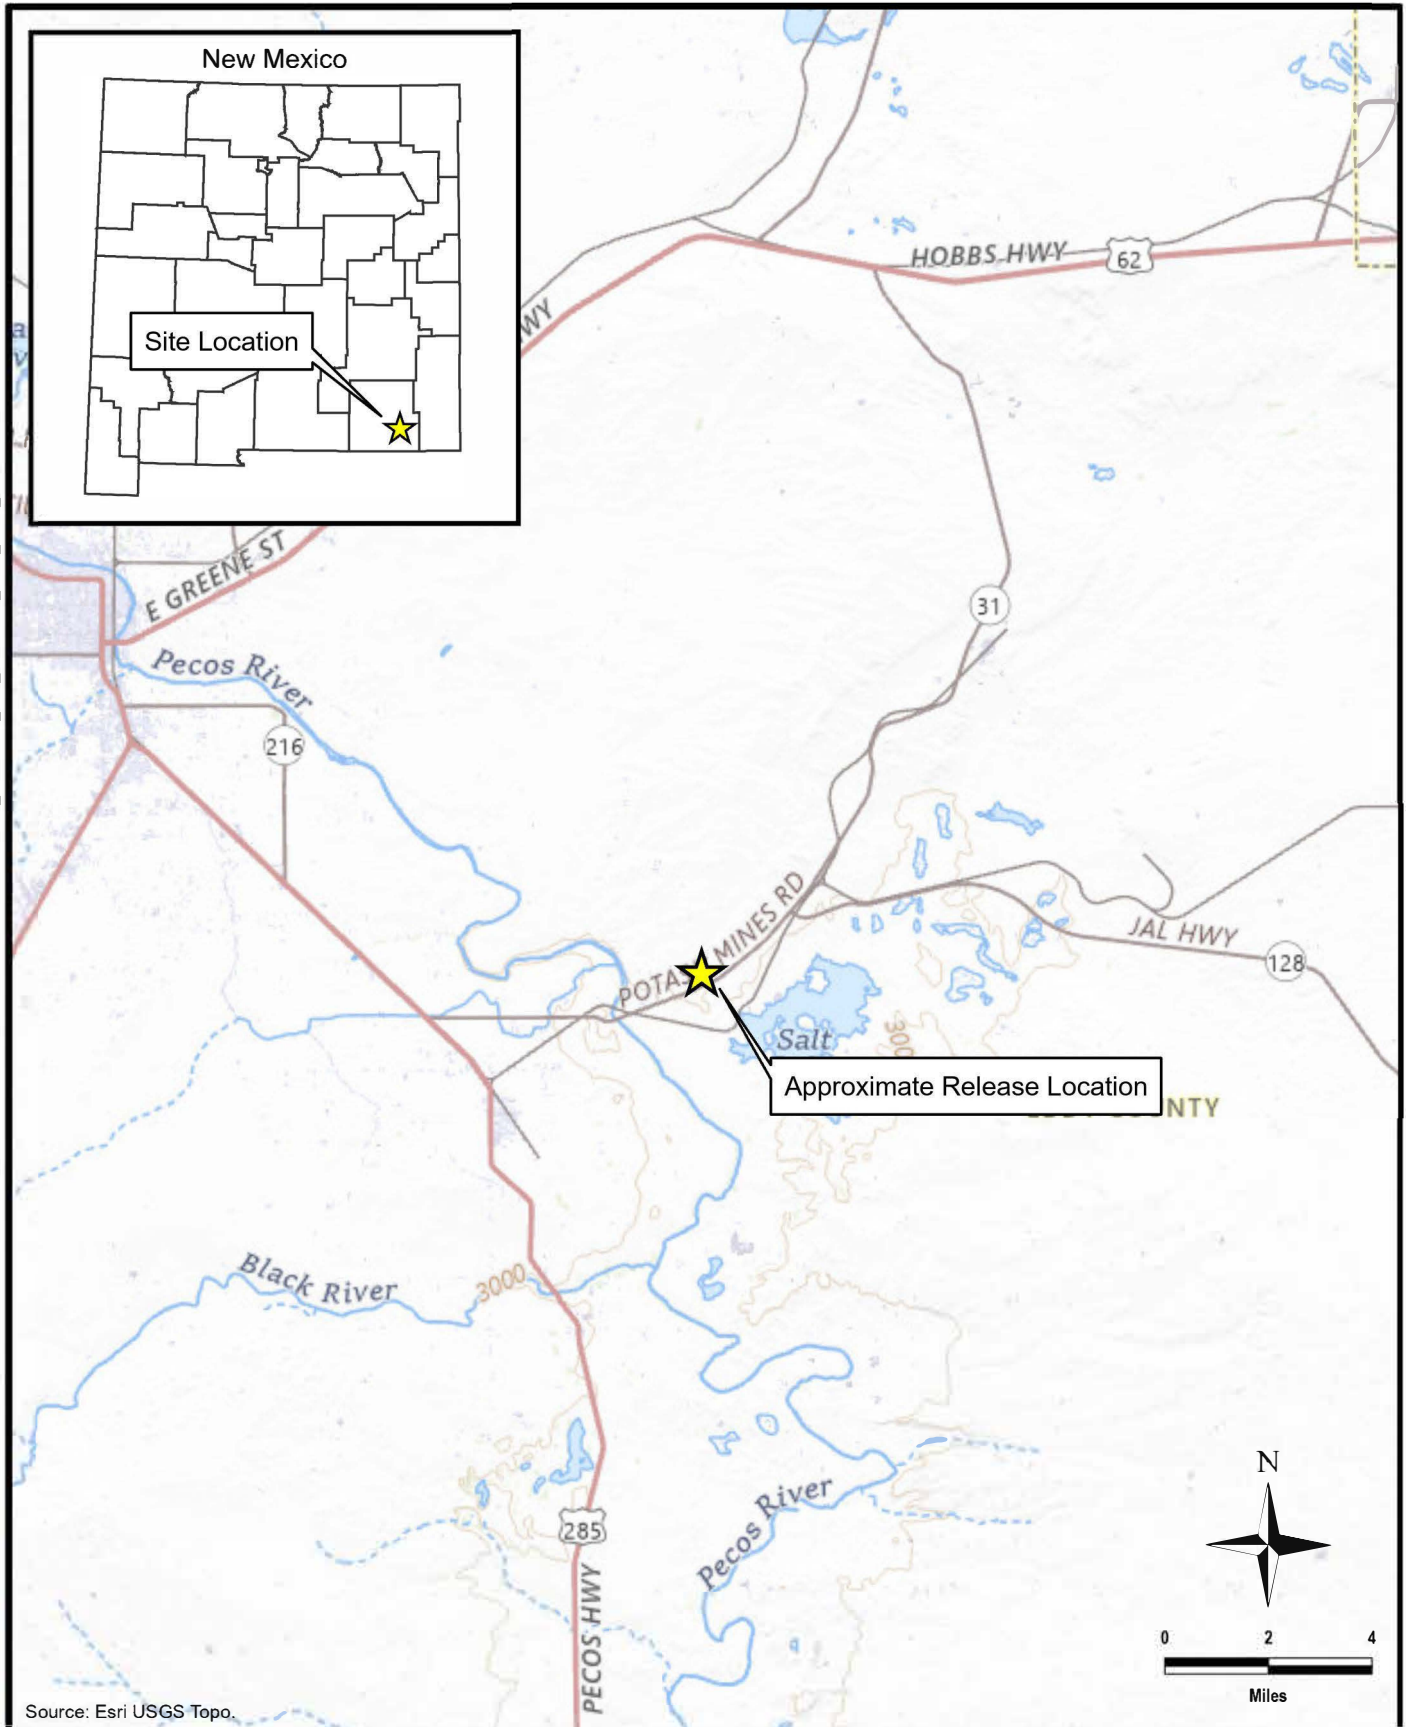 New Mexico
Site Location
HOBBS HWY
62
WY
31
E GREENE ST
Pecos River
216
POTAS MINES RD
JAL HWY
128
Salt
300
Approximate Release Location
NTY
Black River
3000
285
PECOS HWY
Pecos River
N
0 2 4
Miles
Source: Esri USGS Topo.